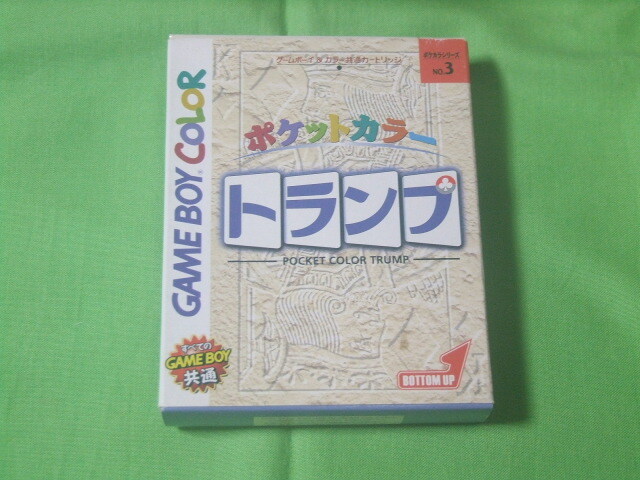 ゲームボーイ&カラー共通カートリッジ
ポケカラシリーズ
NO.3
ポケットカラー
トランプ
POCKET COLOR TRUMP
GAME BOY COLOR
すべての
GAME BOY
共通
BOTTOM UP